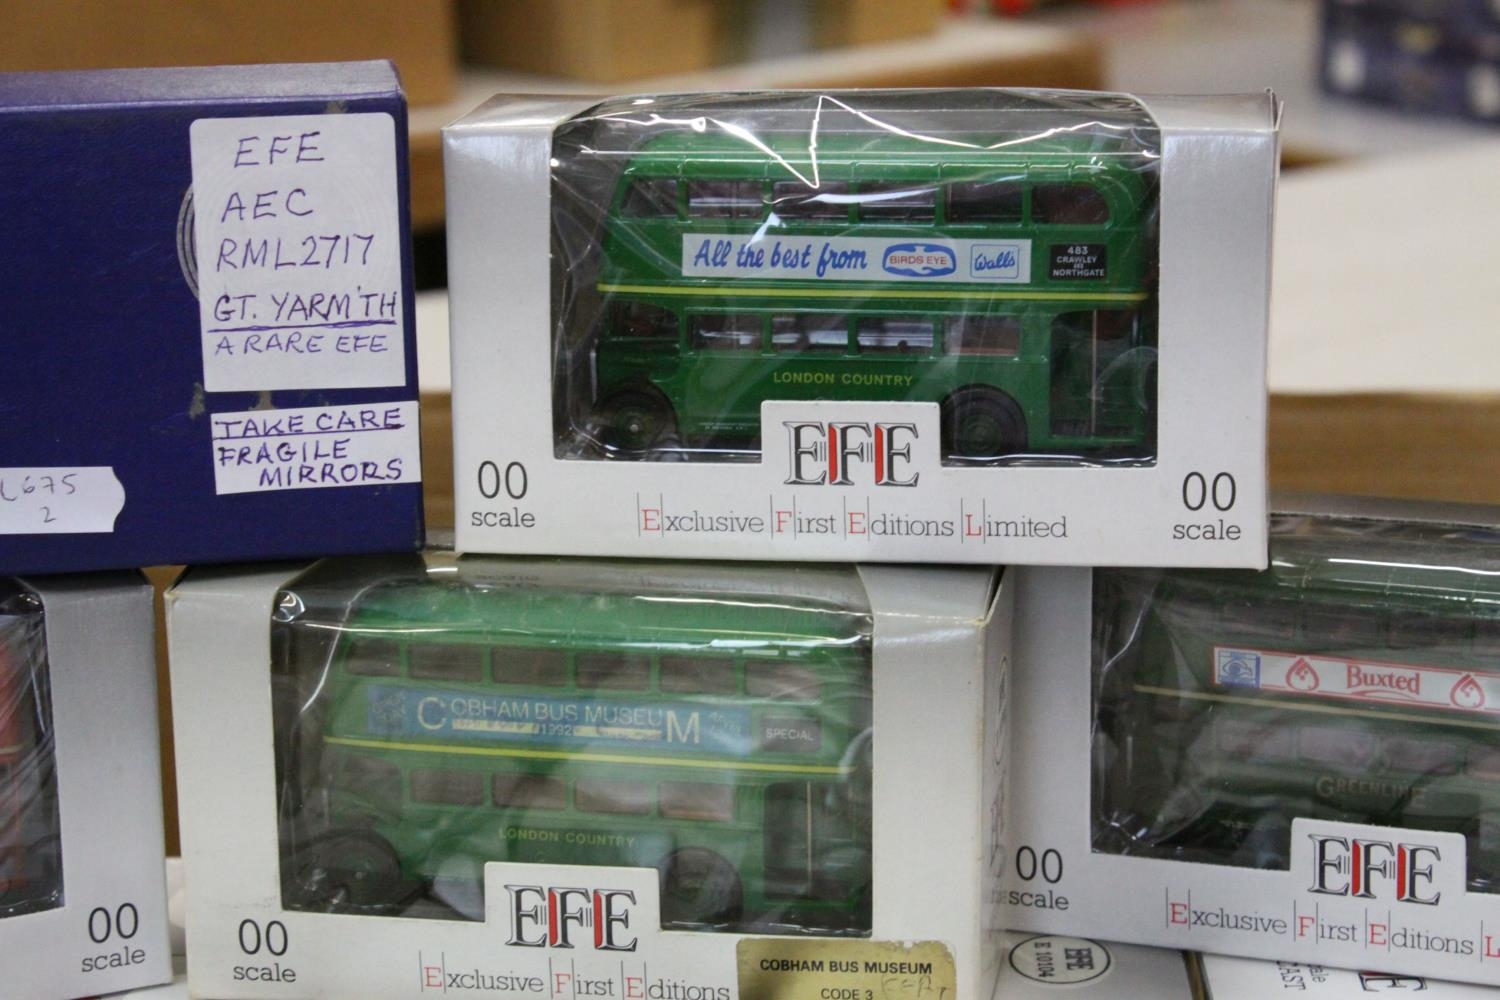 EFE
AEC
RML2717
GT. YARM'TH
A RARE EFE
TAKE CARE
FRAGILE
MIRRORS
L675
2
All the best from BIRDS EYE Walls
483
CRAWLEY
NORTHGATE
LONDON COUNTRY
EFE
00
scale
Exclusive First Editions Limited
00
scale
COBHAM BUS MUSEUM
1992
SPECIAL
LONDON COUNTRY
EFE
00
scale
Exclusive First Editions
COBHAM BUS MUSEUM
CODE 3
00
scale
Buxted
GREENLINE
EFE
00
scale
Exclusive First Editions L
EFE
E 10104